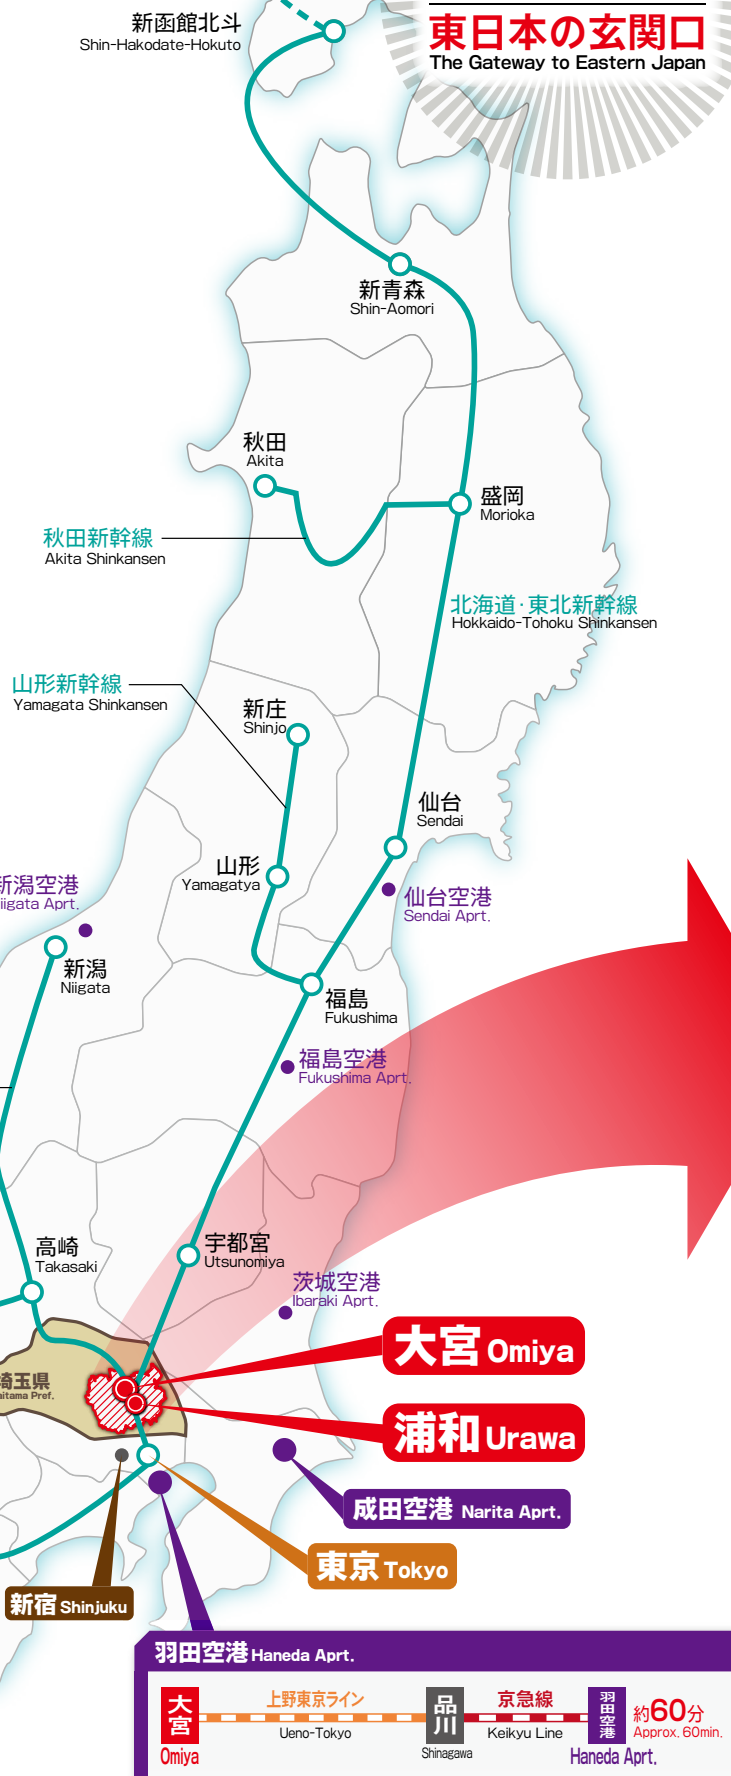 東日本の玄関口
The Gateway to Eastern Japan
新函館北斗
Shin-Hakodate-Hokuto
新青森
Shin-Aomori
秋田
Akita
盛岡
Morioka
秋田新幹線
Akita Shinkansen
北海道・東北新幹線
Hokkaido-Tohoku Shinkansen
山形新幹線
Yamagata Shinkansen
新庄
Shinjo
仙台
Sendai
山形
Yamagatya
新潟空港
iigata Aprt.
仙台空港
Sendai Aprt.
新潟
Niigata
福島
Fukushima
福島空港
Fukushima Aprt.
宇都宮
Utsunomiya
高崎
Takasaki
茨城空港
Ibaraki Aprt.
大宮 Omiya
埼玉県
aitama Pref.
浦和 Urawa
成田空港 Narita Aprt.
東京 Tokyo
新宿 Shinjuku
羽田空港 Haneda Aprt.
大宮
Omiya
上野東京ライン
Ueno-Tokyo
品川
Shinagawa
京急線
Keikyu Line
羽田空港
Haneda Aprt.
約60分
Approx. 60min.